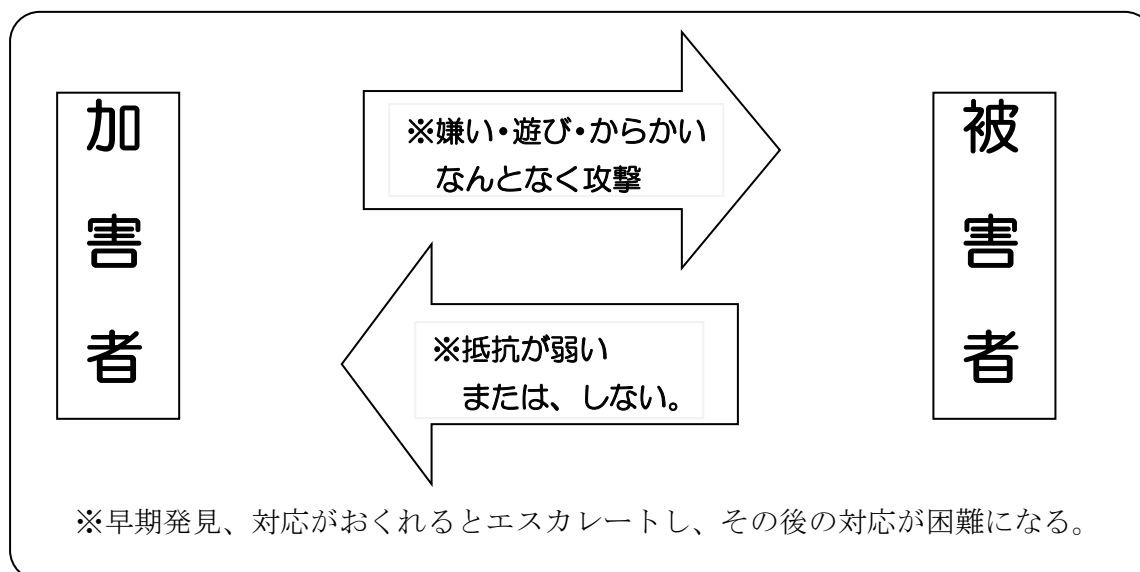 加害者
※嫌い・遊び・からかい
なんとなく攻撃
被害者
※抵抗が弱い
または、しない。
※早期発見、対応がおくれるとエスカレートし、その後の対応が困難になる。